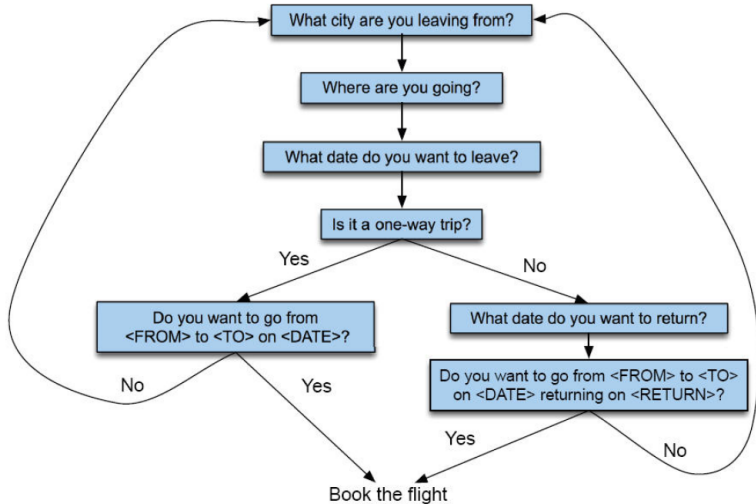 What city are you leaving from?
Where are you going?
What date do you want to leave?
Is it a one-way trip?
Yes
No
Do you want to go from
<FROM> to <TO> on <DATE>?
What date do you want to return?
No
Yes
Do you want to go from <FROM> to <TO>
on <DATE> returning on <RETURN>?
Yes
No
Book the flight